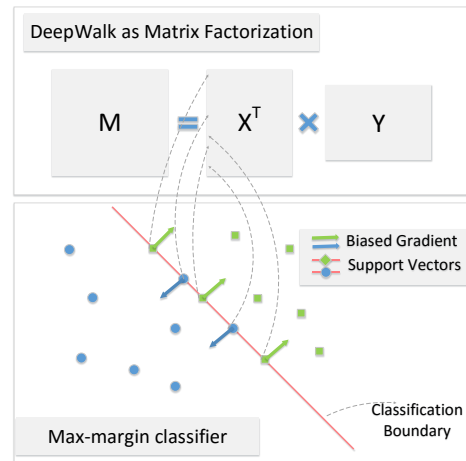 DeepWalk as Matrix Factorization
M = X^T × Y
Biased Gradient
Support Vectors
Classification
Boundary
Max-margin classifier